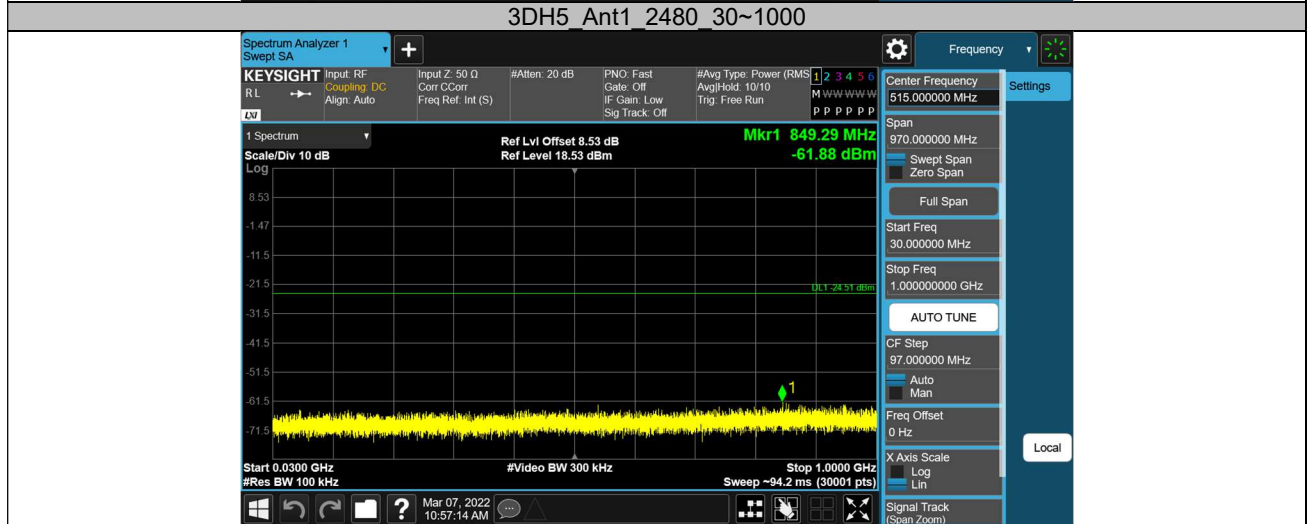 3DH5_Ant1_2480_30~1000
Spectrum Analyzer 1
Swept SA
Frequency
KEYSIGHT
RL
LXI
Input: RF
Coupling: DC
Align: Auto
Input Z: 50 Ω
Corr CCorr
Freq Ref: Int (S)
#Atten: 20 dB
PNO: Fast
Gate: Off
IF Gain: Low
Sig Track: Off
#Avg Type: Power (RMS
Avg|Hold: 10/10
Trig: Free Run
1 2 3 4 5 6
M W W W W W
P P P P P P
1 Spectrum
Scale/Div 10 dB
Log
Ref Lvl Offset 8.53 dB
Ref Level 18.53 dBm
Mkr1 849.29 MHz
-61.88 dBm
8.53
-1.47
-11.5
-21.5
DL1 -24.51 dBm
-31.5
-41.5
-51.5
1
-61.5
-71.5
Start 0.0300 GHz
#Res BW 100 kHz
#Video BW 300 kHz
Stop 1.0000 GHz
Sweep ~94.2 ms (30001 pts)
?
Mar 07, 2022
10:57:14 AM
Center Frequency
515.000000 MHz
Settings
Span
970.000000 MHz
Swept Span
Zero Span
Full Span
Start Freq
30.000000 MHz
Stop Freq
1.000000000 GHz
AUTO TUNE
CF Step
97.000000 MHz
Auto
Man
Freq Offset
0 Hz
Local
X Axis Scale
Log
Lin
Signal Track
(Span Zoom)